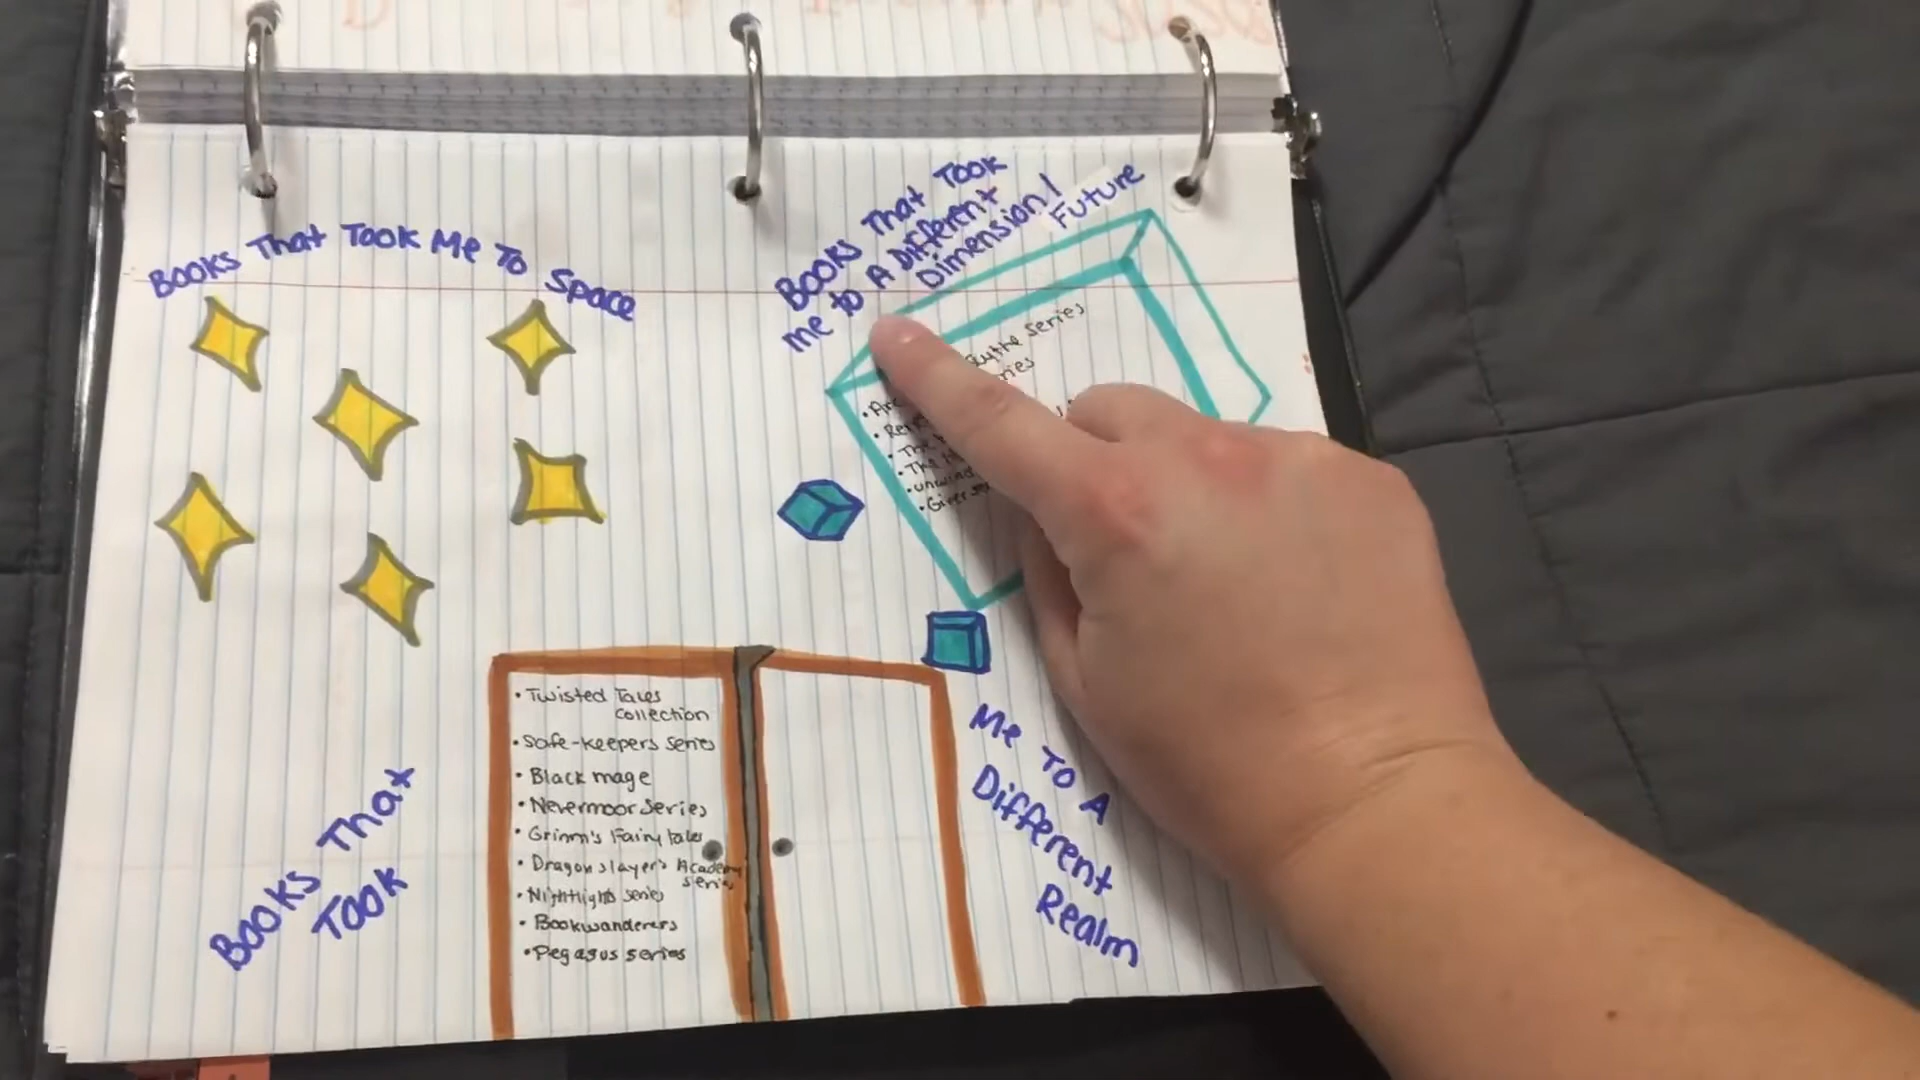 Books That Took Me To Space
Books That Took
me to A Different
Dimension!
Future
Scythe series
• Twisted Tales
collection
• Safe-keepers series
• Black mage
• Nevermoor series
• Grimm's Fairy tales
• Dragon slayer's Academy
series
• Nightlights series
• Bookwanderers
• Pegasus series
Books That
Took
Me To A
Different
Realm